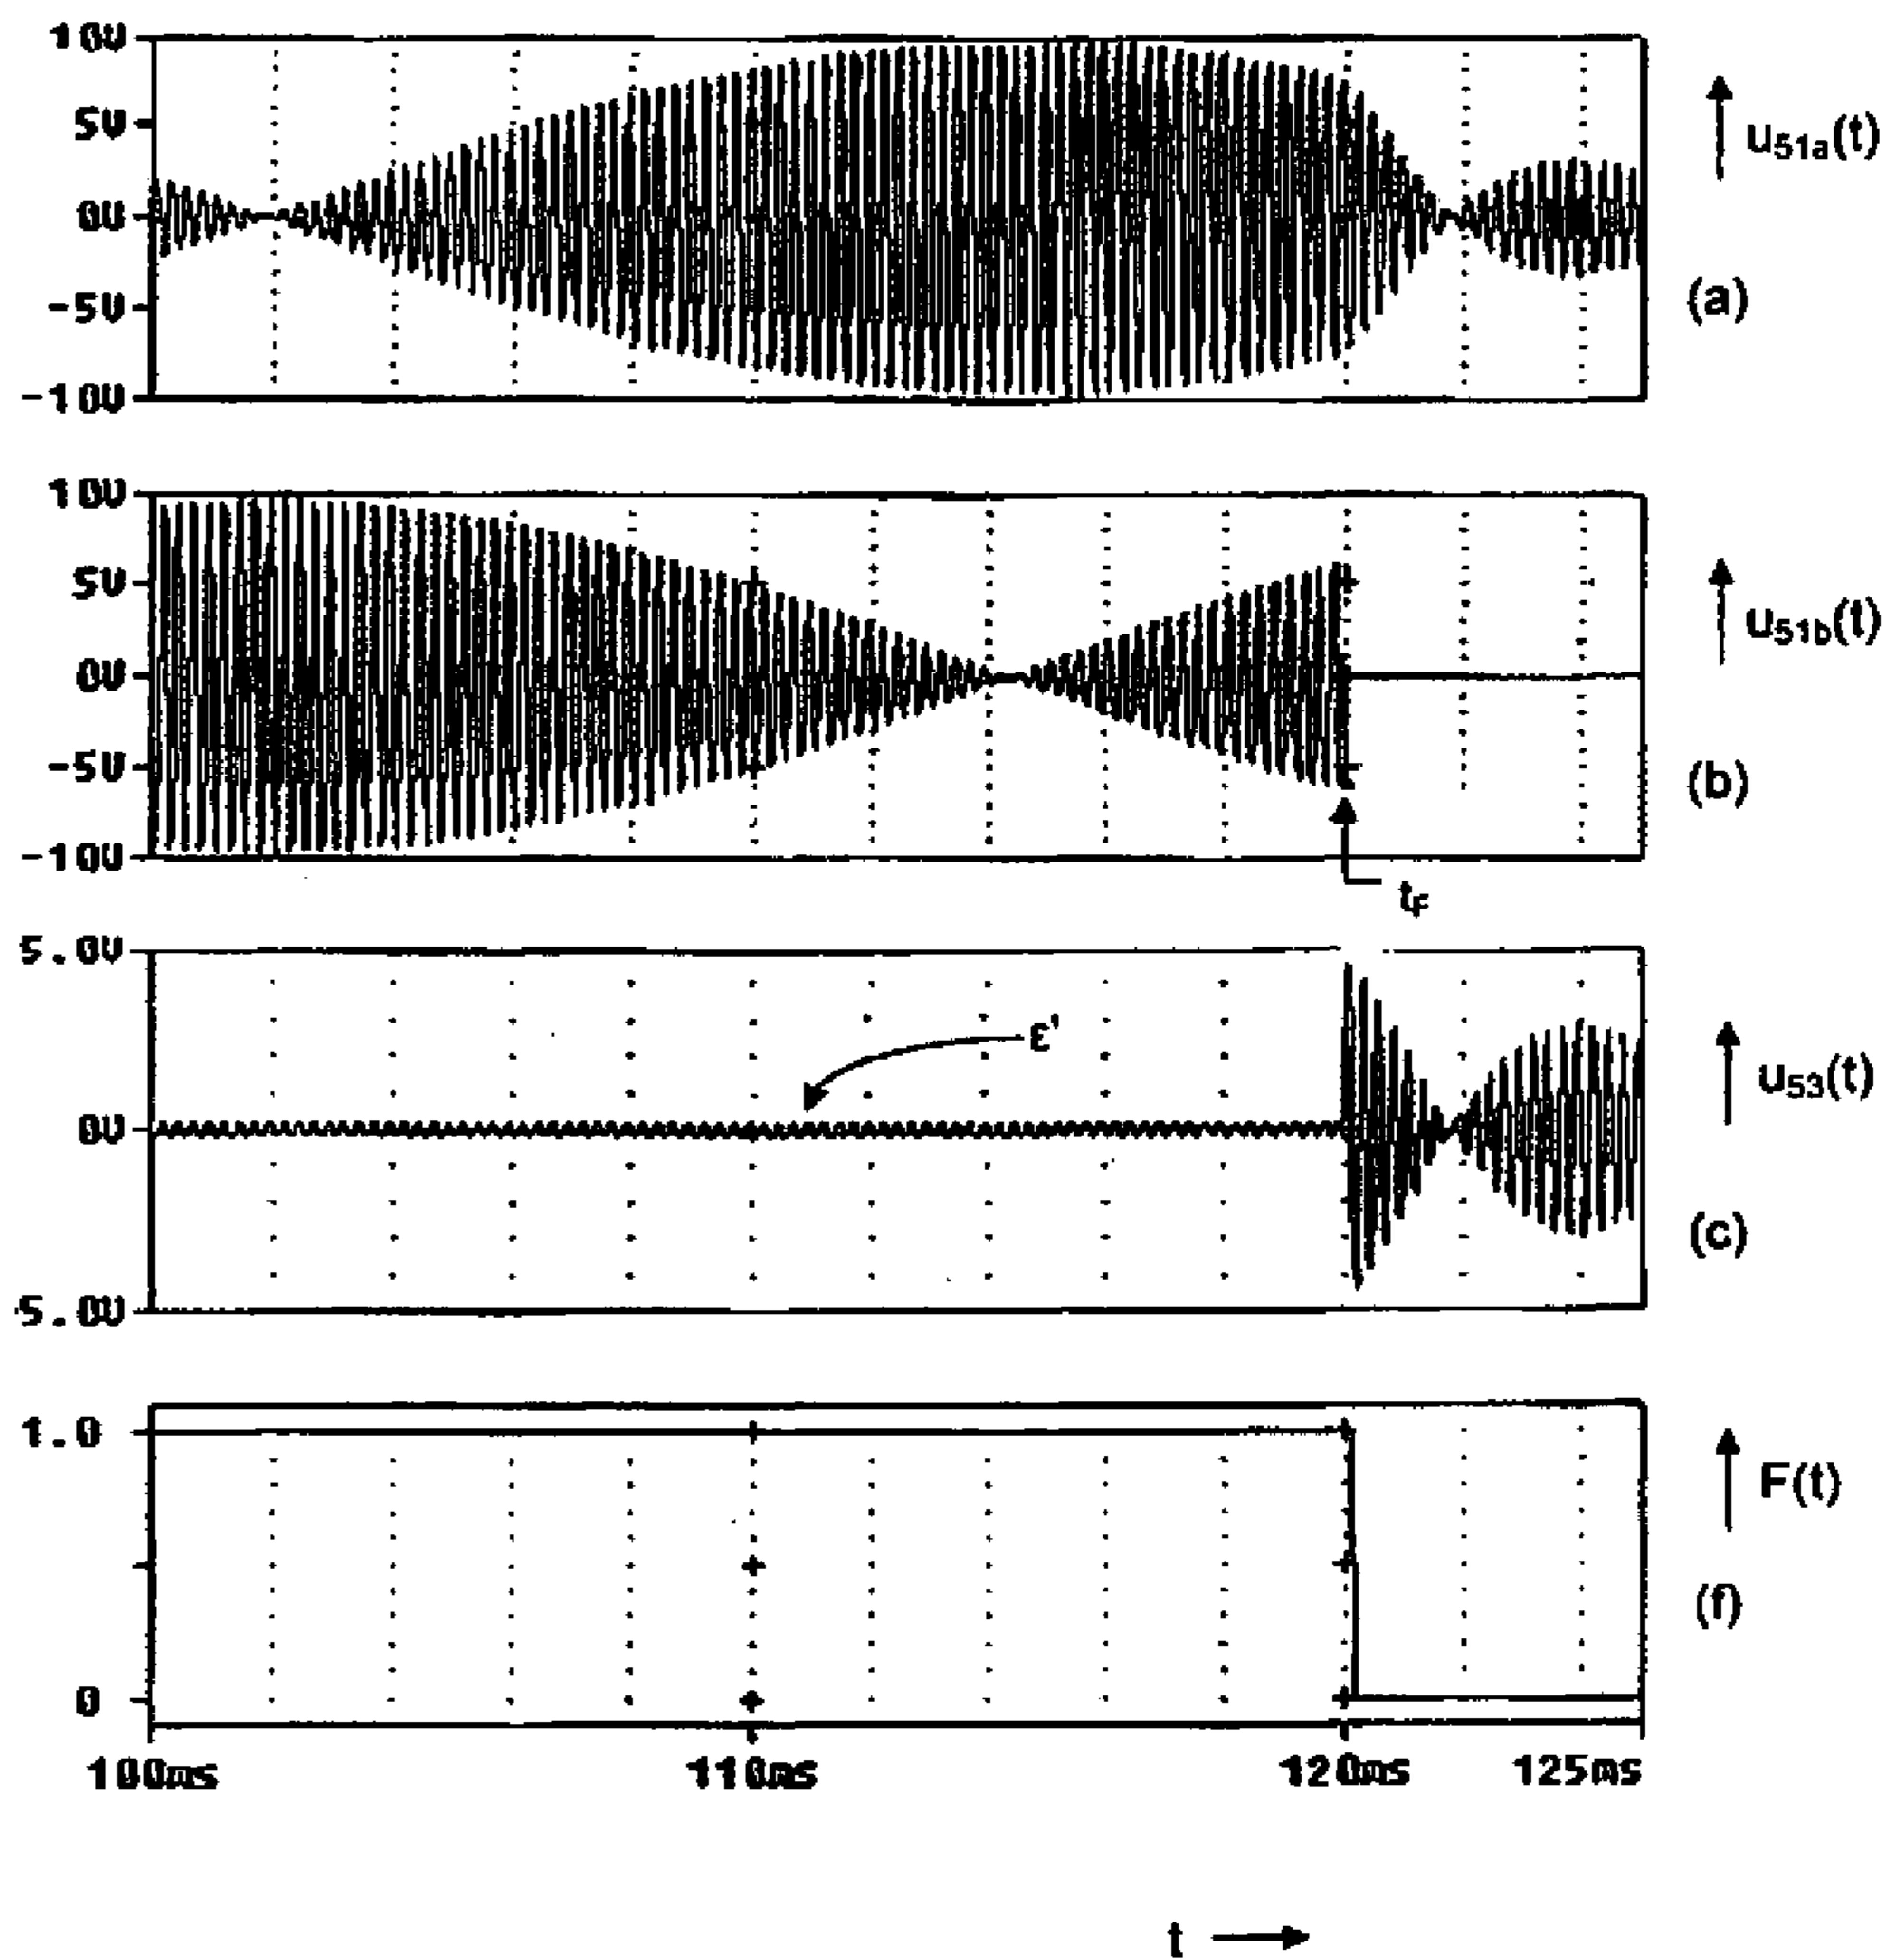 10V
5V
0V
-5V
-10V
u51a(t)
(a)
10V
5V
0V
-5V
-10V
u51b(t)
(b)
tF
5.0V
0V
5.0V
ε'
u53(t)
(c)
1.0
0
F(t)
(f)
100ms 110ms 120ms 125ms
t